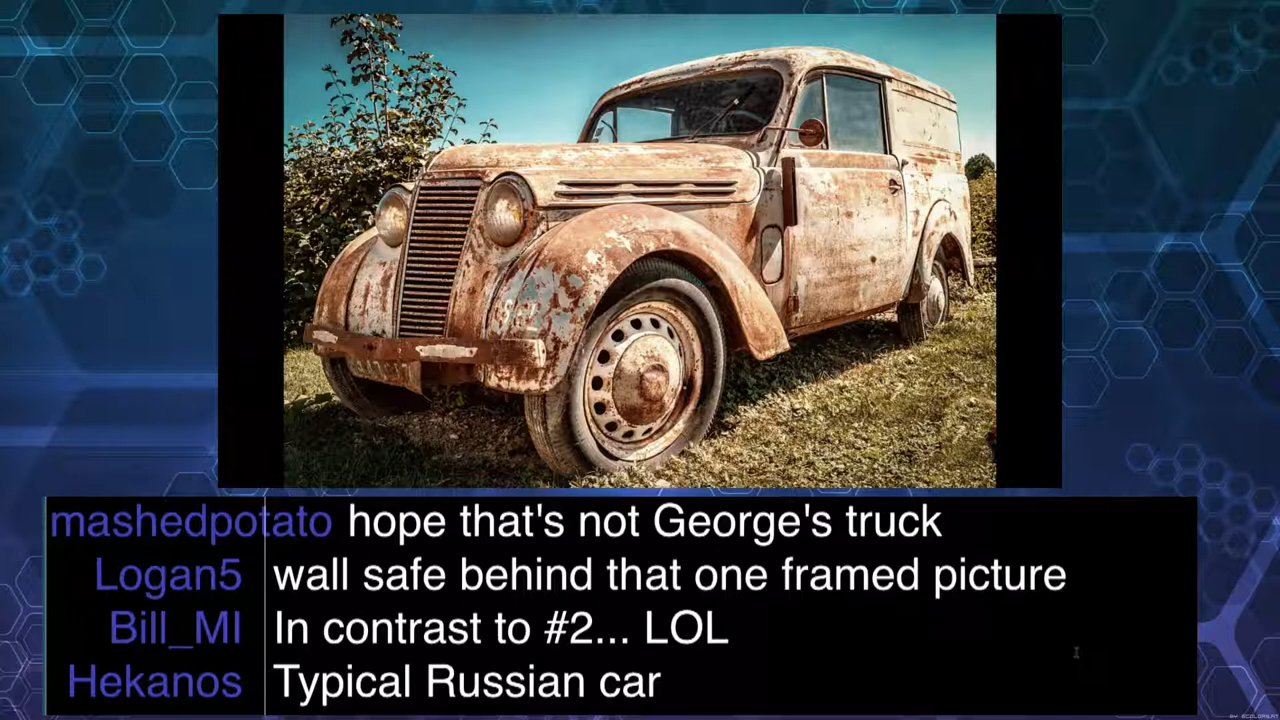 mashedpotato hope that's not George's truck
Logan5 wall safe behind that one framed picture
Bill_MI In contrast to #2... LOL
Hekanos Typical Russian car